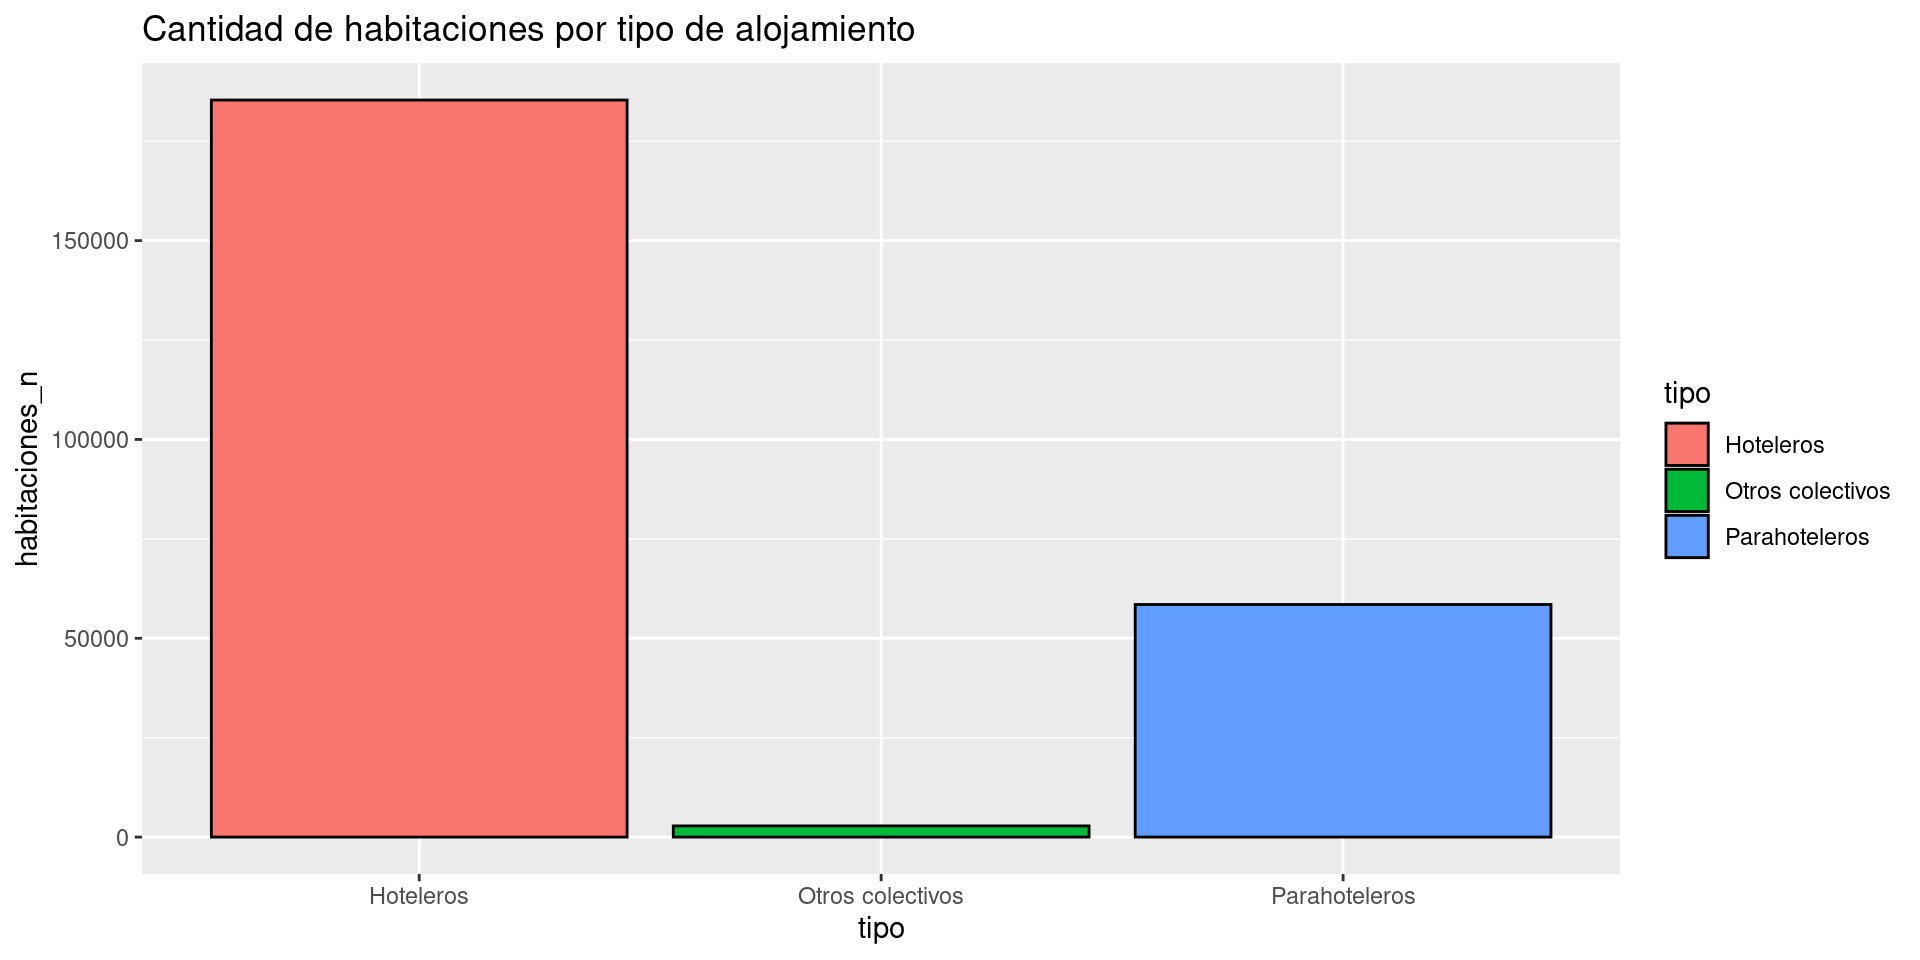 Cantidad de habitaciones por tipo de alojamiento
habitaciones_n
150000
100000
50000
0
Hoteleros
Otros colectivos
Parahoteleros
tipo
tipo
Hoteleros
Otros colectivos
Parahoteleros